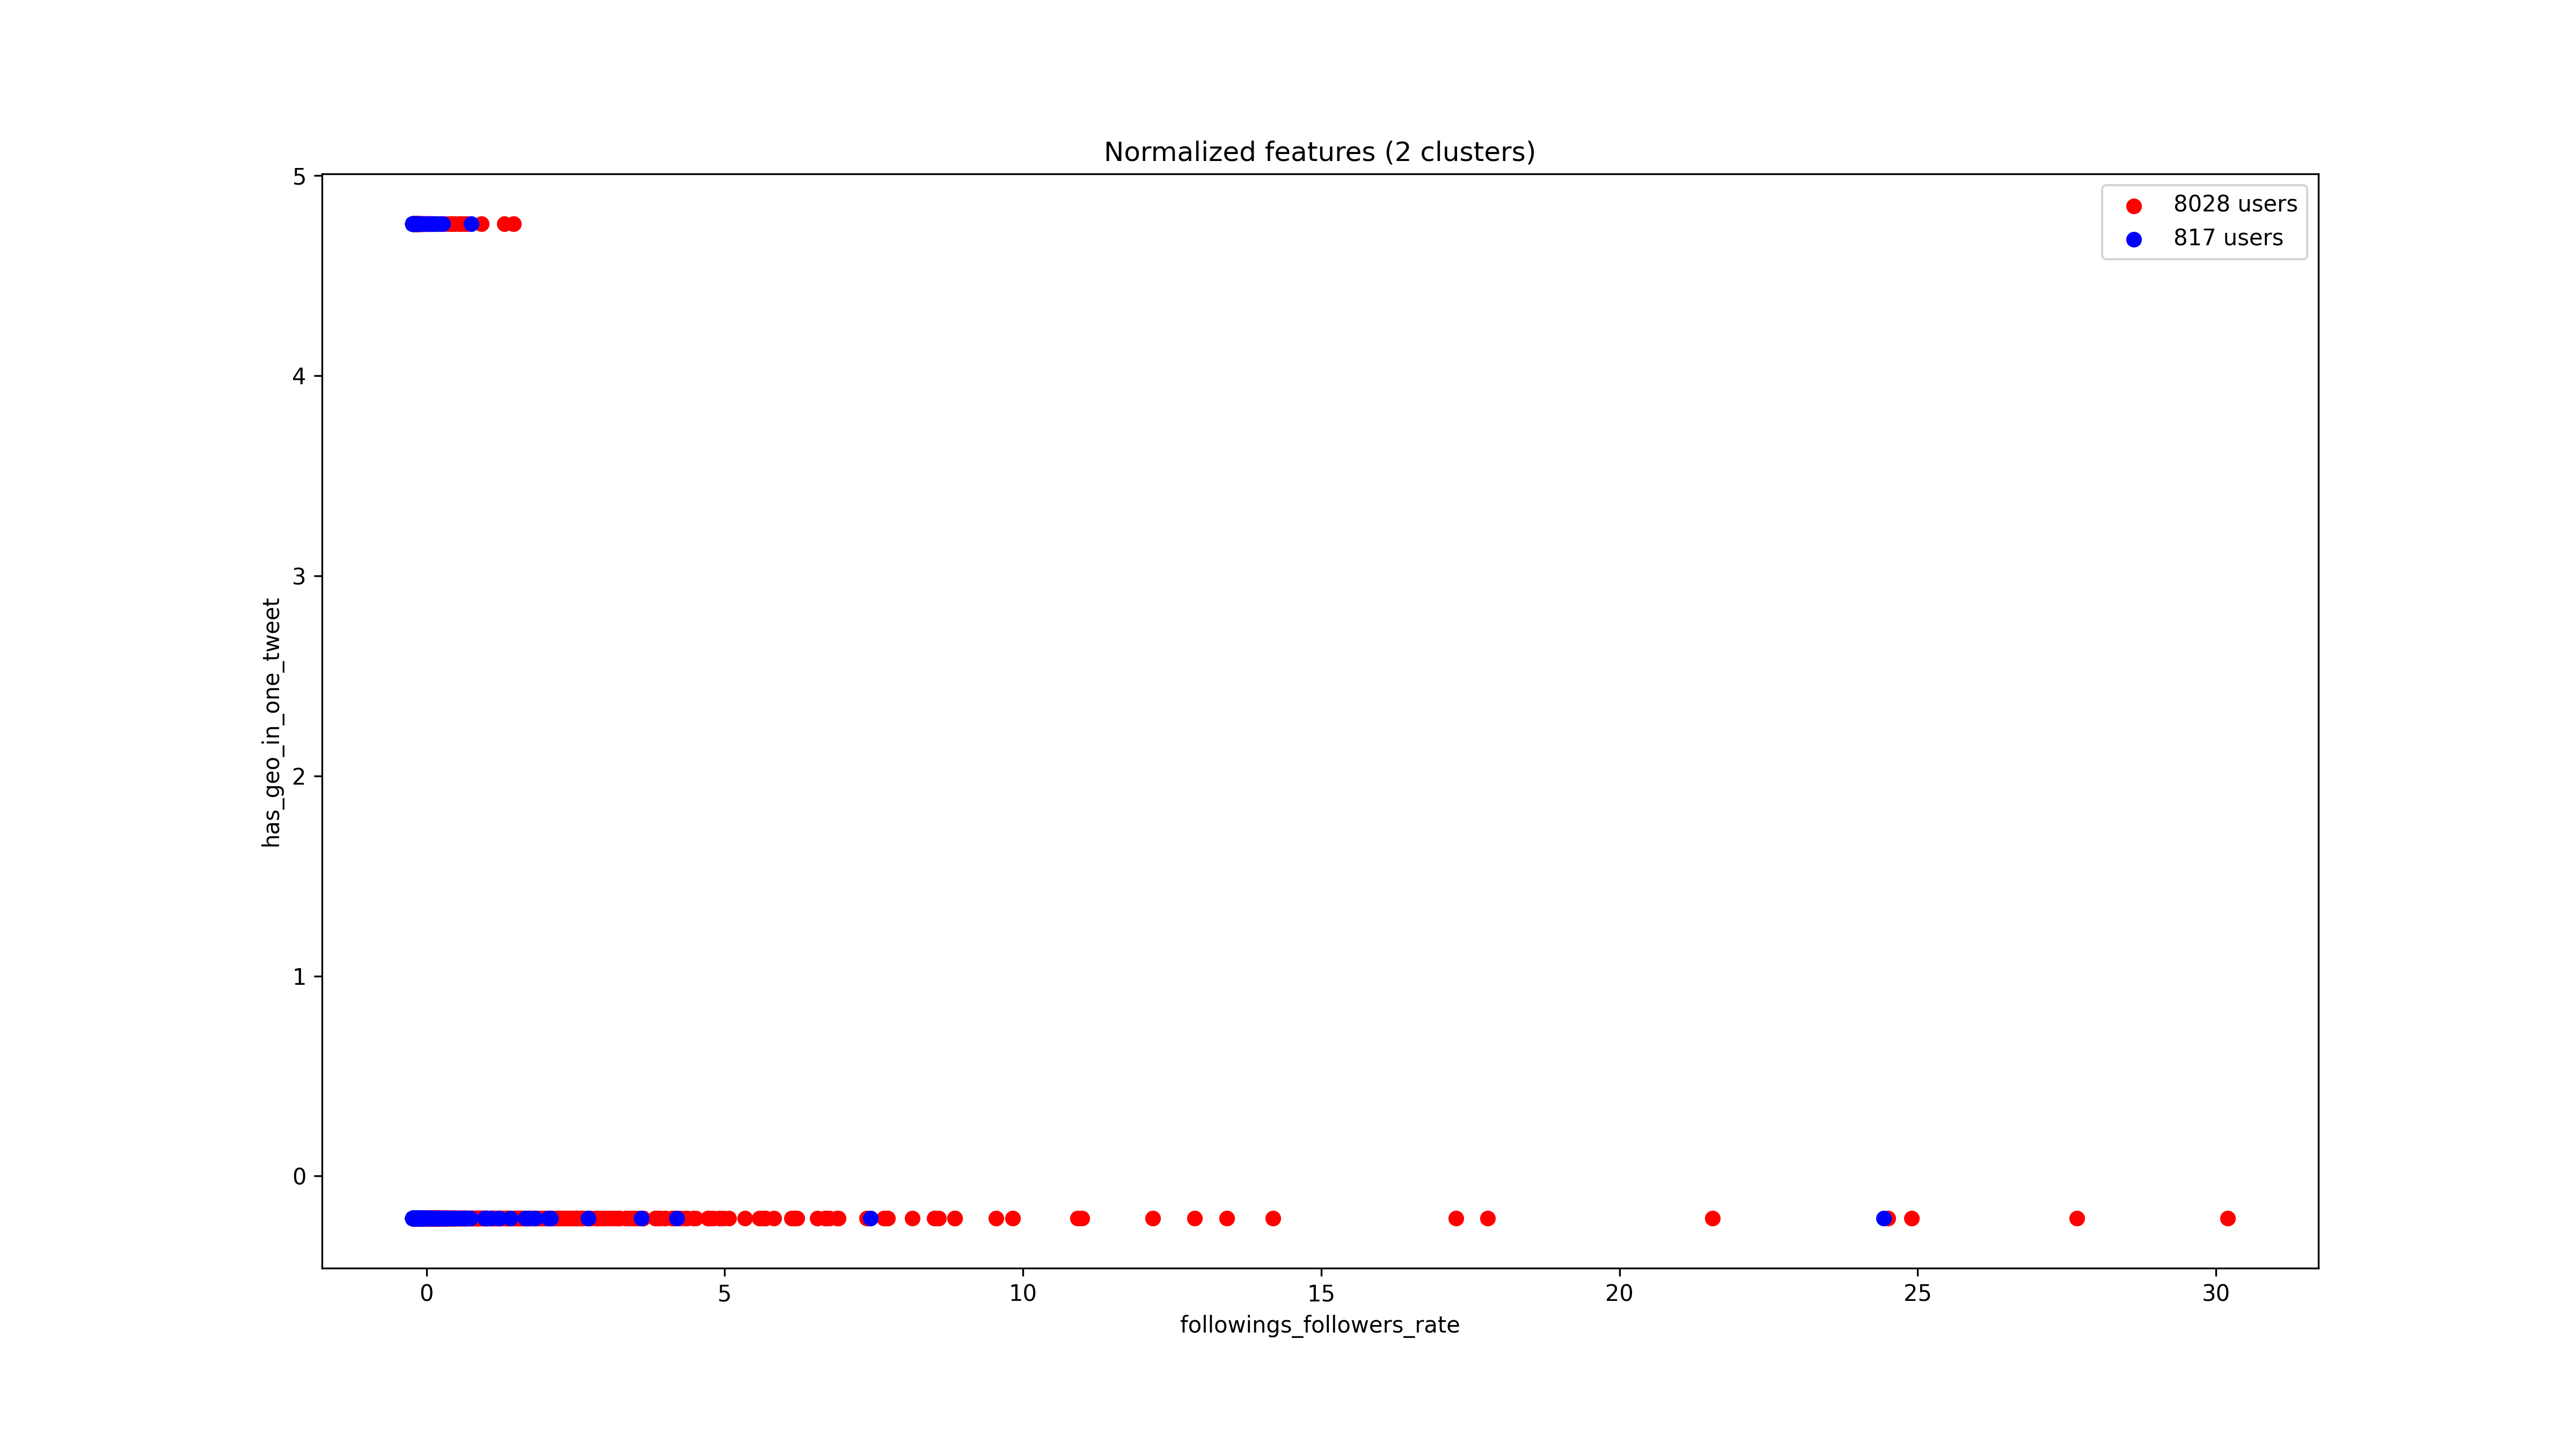 Normalized features (2 clusters)
8028 users
817 users
5
4
3
2
1
0
has_geo_in_one_tweet
0 5 10 15 20 25 30
followings_followers_rate